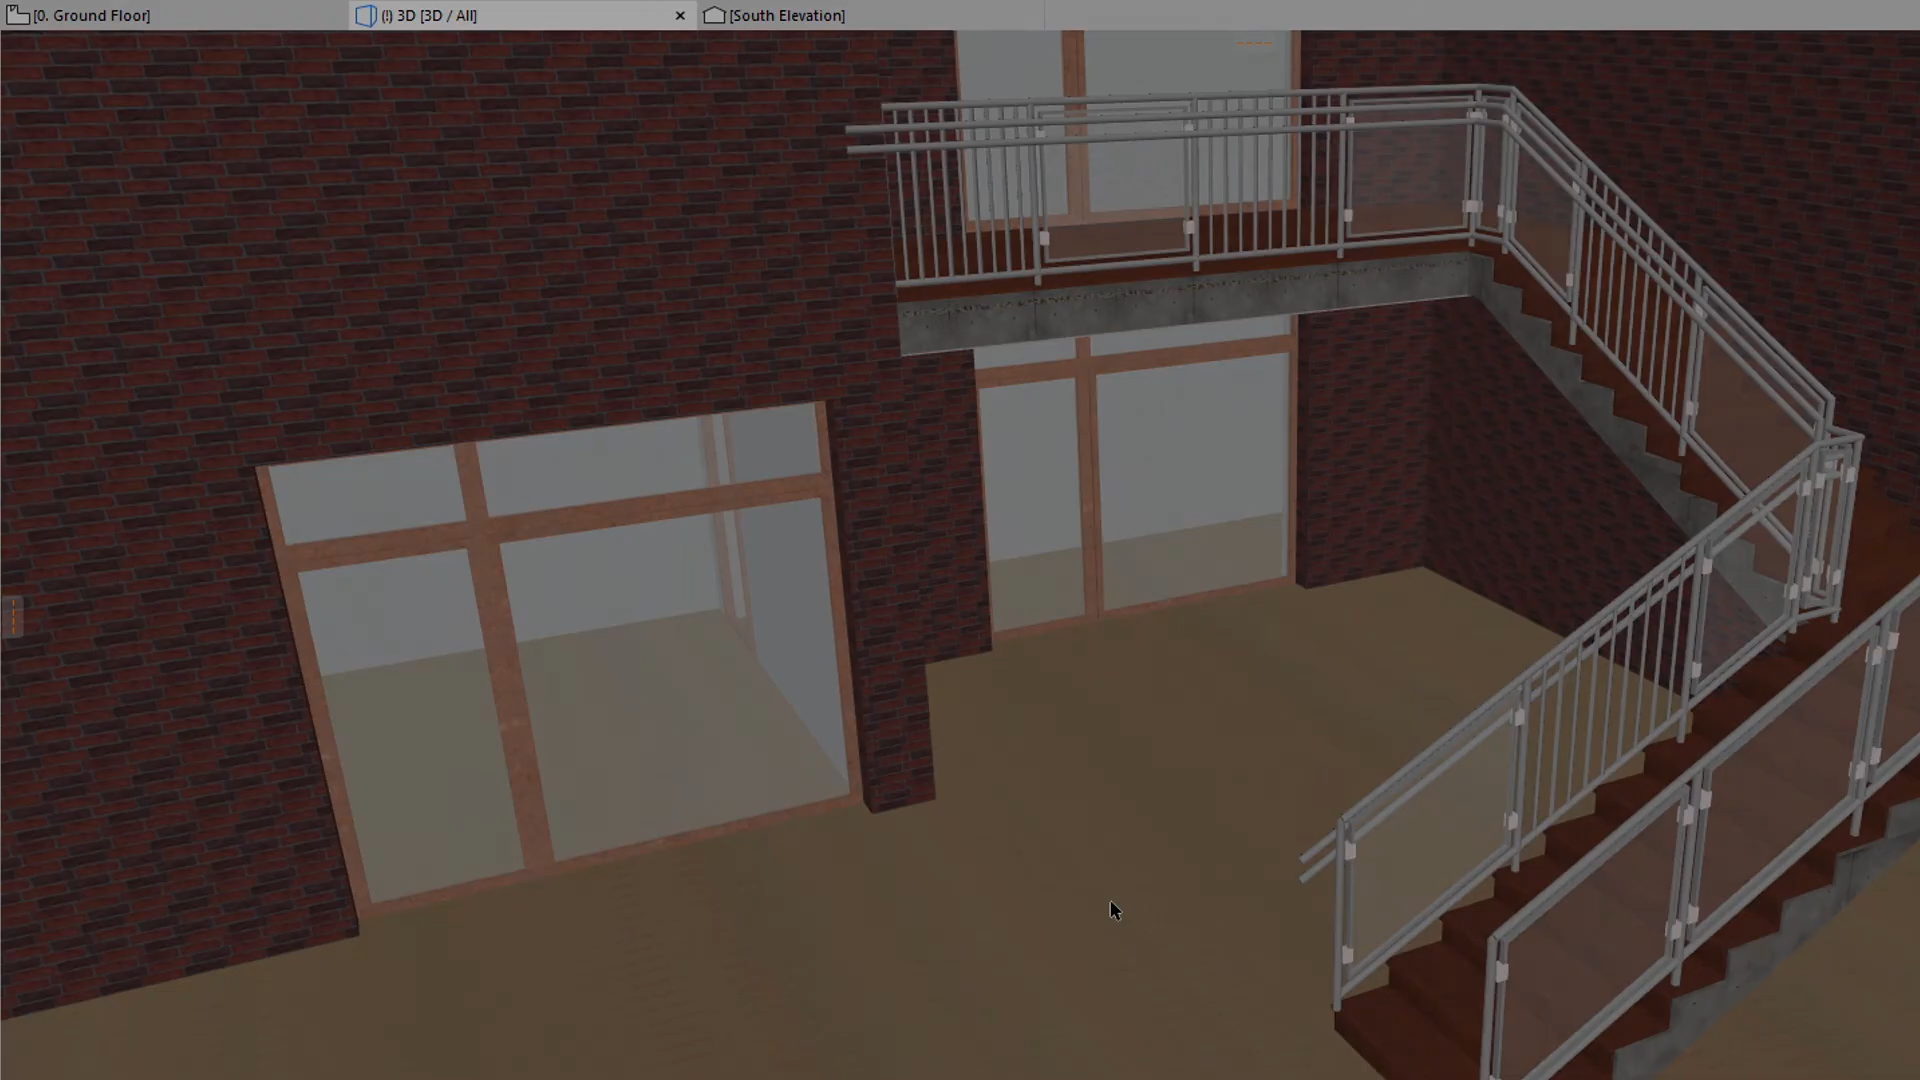 [0. Ground Floor]
(!) 3D [3D / All]
[South Elevation]